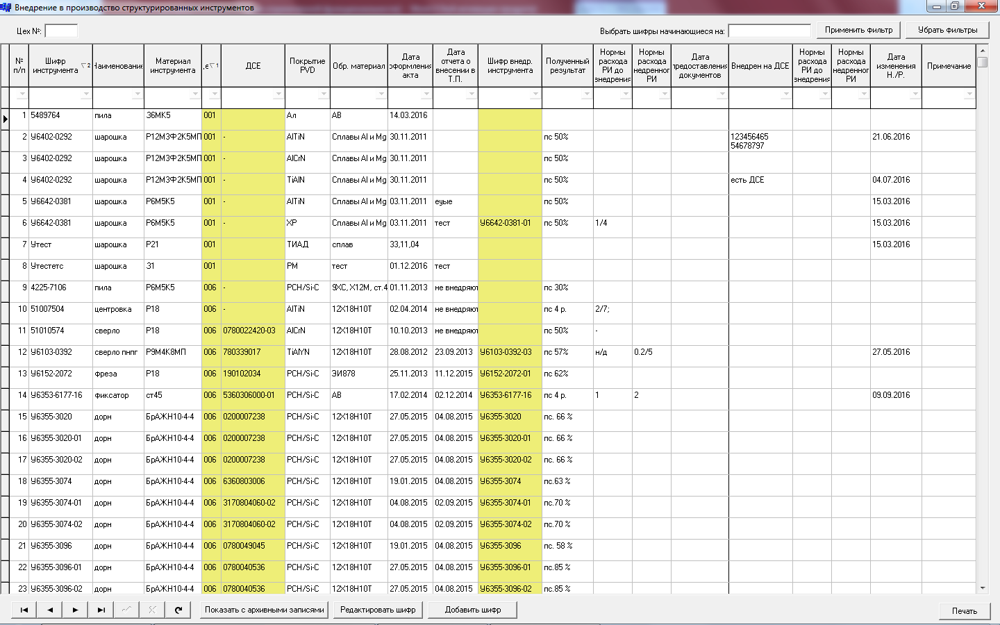 Внедрение в производство структурированных инструментов
Цех №:
Выбрать шифры начинающиеся на:
Применить фильтр
Убрать фильтры
№ п/п
Шифр инструмента 2
Наименование
Материал инструмента
.е 1
ДСЕ
Покрытие PVD
Обр. материал
Дата оформления акта
Дата отчета о внесении в Т.П.
Шифр внедр. инструмента
Полученный результат
Нормы расхода РИ до внедрения
Нормы расхода недренног РИ
Дата предоставления документов
Внедрен на ДСЕ
Нормы расхода РИ до внедрения
Нормы расхода недренног РИ
Дата изменения Н./Р.
Примечание
1 5489764 пила 36МК5 001 Ал АВ 14.03.2016
2 У6402-0292 шарошка Р12М3Ф2К5МП 001 - AlTiN Сплавы Al и Mg 30.11.2011 пс 50% 123456465 21.06.2016
54678797
3 У6402-0292 шарошка Р12М3Ф2К5МП 001 - AlCrN Сплавы Al и Mg 30.11.2011 пс 50%
4 У6402-0292 шарошка Р12М3Ф2К5МП 001 - TiAlN Сплавы Al и Mg 30.11.2011 пс 50% есть ДСЕ 04.07.2016
5 У6642-0381 шарошка Р6М5К5 001 - AlTiN Сплавы Al и Mg 03.11.2011 еуые пс 50% 15.03.2016
6 У6642-0381 шарошка Р6М5К5 001 - ХР Сплавы Al и Mg 03.11.2011 тест У6642-0381-01 пс 50% 1/4 15.03.2016
7 Утест шарошка Р21 001 ТИАД сплав 33,11,04 15.03.2016
8 Утестетс шарошка 31 001 РМ тест 01.12.2016 тест
9 4225-7106 пила Р6М5К5 006 - PCH/Si-C 9ХС, Х12М, ст.4 01.11.2013 не внедряют пс 30%
10 51007504 центровка Р18 006 - AlTiN 12Х18Н10Т 02.04.2014 не внедряют пс 4 р. 2/7;
11 51010574 сверло Р18 006 0780022420-03 AlCrN 12Х18Н10Т 10.10.2013 не внедряют пс 50% -
12 У6103-0392 сверло пнпг Р9М4К8МП 006 780339017 TiAlYN 12Х18Н10Т 28.08.2012 23.09.2013 У6103-0392-03 пс 57% н/д 0.2/5 27.05.2016
13 У6152-2072 фреза Р18 006 190102034 PCH/Si-C ЭИ878 25.11.2013 11.12.2015 У6152-2072-01 пс 62%
14 У6353-6177-16 фиксатор ст45 006 5360306000-01 PCH/Si-C АВ 17.02.2014 02.12.2014 У6353-6177-16 пс 4 р. 1 2 09.09.2016
15 У6355-3020 дорн БрАЖН10-4-4 006 0200007238 PCH/Si-C 12Х18Н10Т 27.05.2015 04.08.2015 У6355-3020 пс. 66 %
16 У6355-3020-01 дорн БрАЖН10-4-4 006 0200007238 PCH/Si-C 12Х18Н10Т 27.05.2015 04.08.2015 У6355-3020-01 пс. 66 %
17 У6355-3020-02 дорн БрАЖН10-4-4 006 0200007238 PCH/Si-C 12Х18Н10Т 27.05.2015 04.08.2015 У6355-3020-02 пс. 66 %
18 У6355-3074 дорн БрАЖН10-4-4 006 6360803006 PCH/Si-C 12Х18Н10Т 19.01.2015 04.08.2015 У6355-3074 пс.63 %
19 У6355-3074-01 дорн БрАЖН10-4-4 006 3170804060-02 PCH/Si-C 12Х18Н10Т 04.08.2015 02.09.2015 У6355-3074-01 пс.70 %
20 У6355-3074-02 дорн БрАЖН10-4-4 006 3170804060-02 PCH/Si-C 12Х18Н10Т 04.08.2015 02.09.2015 У6355-3074-02 пс.70 %
21 У6355-3096 дорн БрАЖН10-4-4 006 0780049045 PCH/Si-C 12Х18Н10Т 19.01.2015 04.08.2015 У6355-3096 пс. 58 %
22 У6355-3096-01 дорн БрАЖН10-4-4 006 0780040536 PCH/Si-C 12Х18Н10Т 27.05.2015 04.08.2015 У6355-3096-01 пс.85 %
23 У6355-3096-02 дорн БрАЖН10-4-4 006 0780040536 PCH/Si-C 12Х18Н10Т 27.05.2015 04.08.2015 У6355-3096-02 пс.85 %
Показать с архивными записями
Редактировать шифр
Добавить шифр
Печать